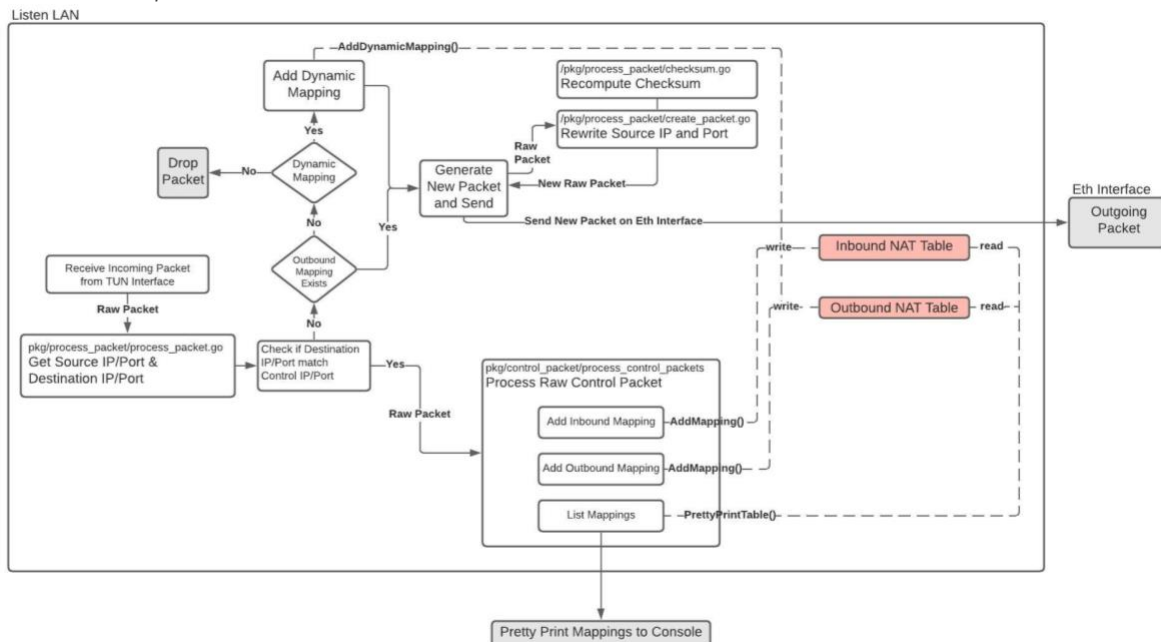 Listen LAN
AddDynamicMapping()
Add Dynamic
Mapping
/pkg/process_packet/checksum.go
Recompute Checksum
/pkg/process_packet/create_packet.go
Rewrite Source IP and Port
Yes
Raw
Packet
Drop
Packet
No
Dynamic
Mapping
Generate
New Packet
and Send
New Raw Packet
Eth Interface
Outgoing
Packet
Send New Packet on Eth Interface
No
Yes
write
Inbound NAT Table
read
Receive Incoming Packet
from TUN Interface
Outbound
Mapping
Exists
Raw Packet
write
Outbound NAT Table
read
No
pkg/process_packet/process_packet.go
Get Source IP/Port &
Destination IP/Port
Check if Destination
IP/Port match
Control IP/Port
Yes
pkg/control_packet/process_control_packets
Process Raw Control Packet
Raw Packet
Add Inbound Mapping
AddMapping()
Add Outbound Mapping
AddMapping()
List Mappings
PrettyPrintTable()
Pretty Print Mappings to Console